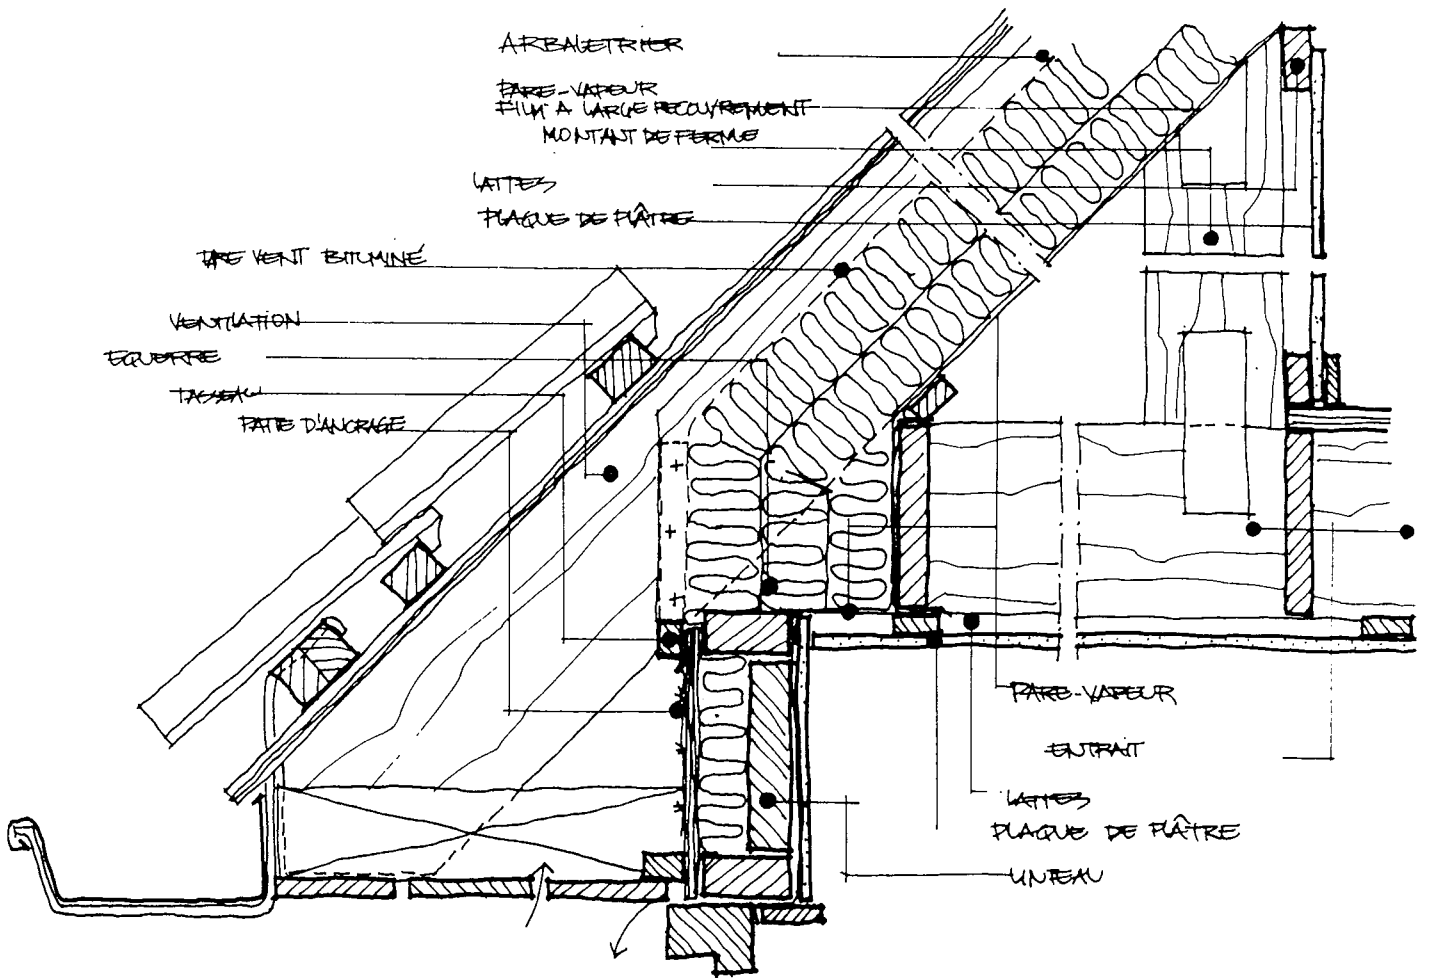 ARBALETRIER
PARE-VAPEUR
FILM A LARGE RECOUVREMENT
MONTANT DE FERME
LATTES
PLAQUE DE PLÂTRE
PARE VENT BITUMINÉ
VENTILATION
EQUERRE
TASSEAU
PATTE D'ANCRAGE
PARE-VAPEUR
ENTRAIT
LATTES
PLAQUE DE PLÂTRE
LINTEAU